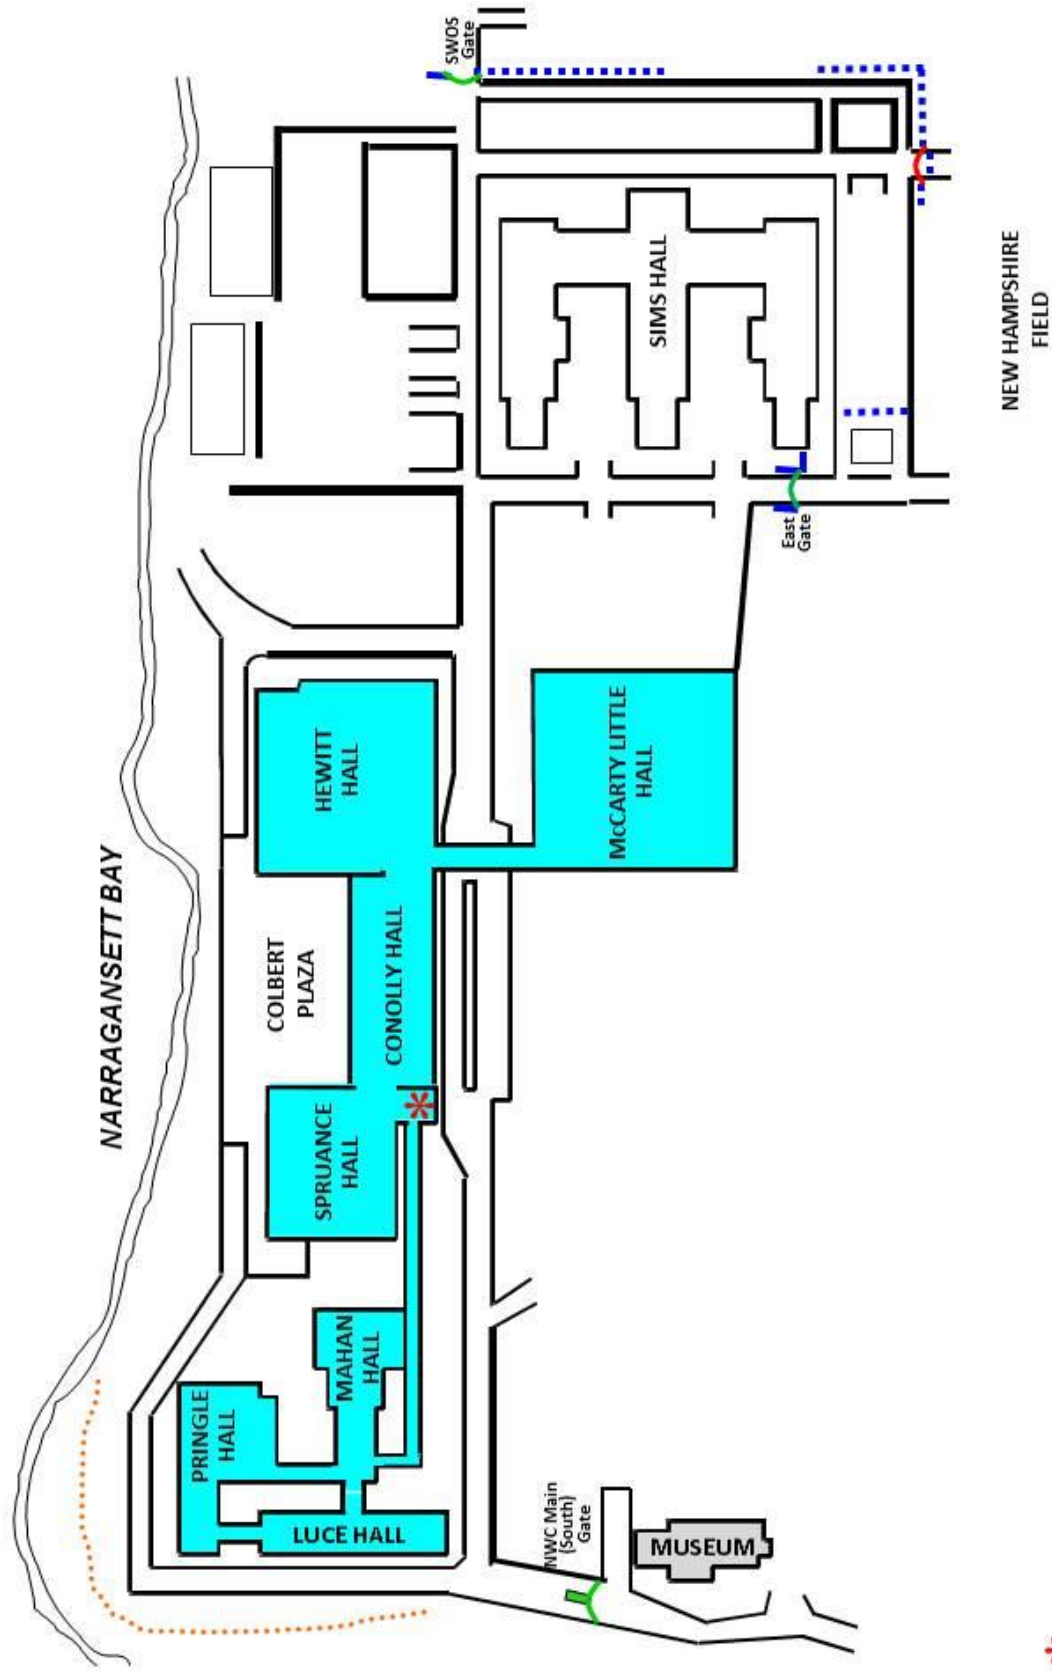 SWOS
Gate
SIMS HALL
NEW HAMPSHIRE
FIELD
East
Gate
HEWITT
HALL
McCARTY LITTLE
HALL
NARRAGANSETT BAY
COLBERT
PLAZA
CONOLLY HALL
SPRUANCE
HALL
*
MAHAN
HALL
PRINGLE
HALL
LUCE HALL
NWC Main
(South)
Gate
MUSEUM
*